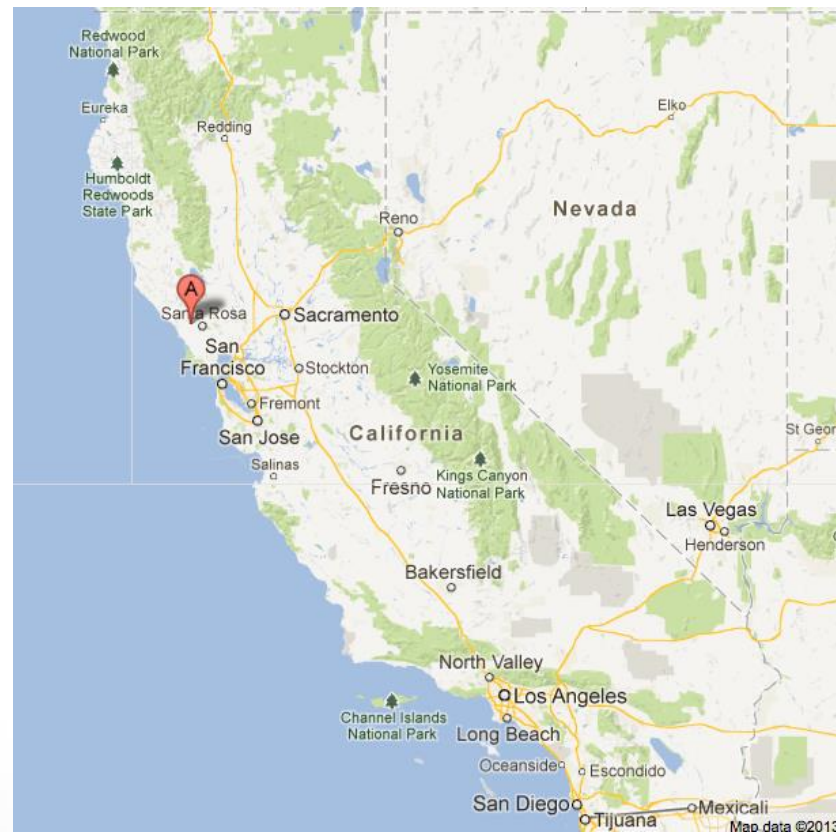 Redwood
National Park
Eureka
Elko
Redding
Humboldt
Redwoods
State Park
Nevada
Reno
A
Santa Rosa
Sacramento
San
Francisco
Stockton
Yosemite
National Park
Fremont
San Jose
California
St Geor
Salinas
Kings Canyon
National Park
Fresno
Las Vegas
Henderson
Bakersfield
North Valley
Los Angeles
Channel Islands
National Park
Long Beach
Oceanside
Escondido
San Diego
Mexicali
Tijuana
Map data ©2013